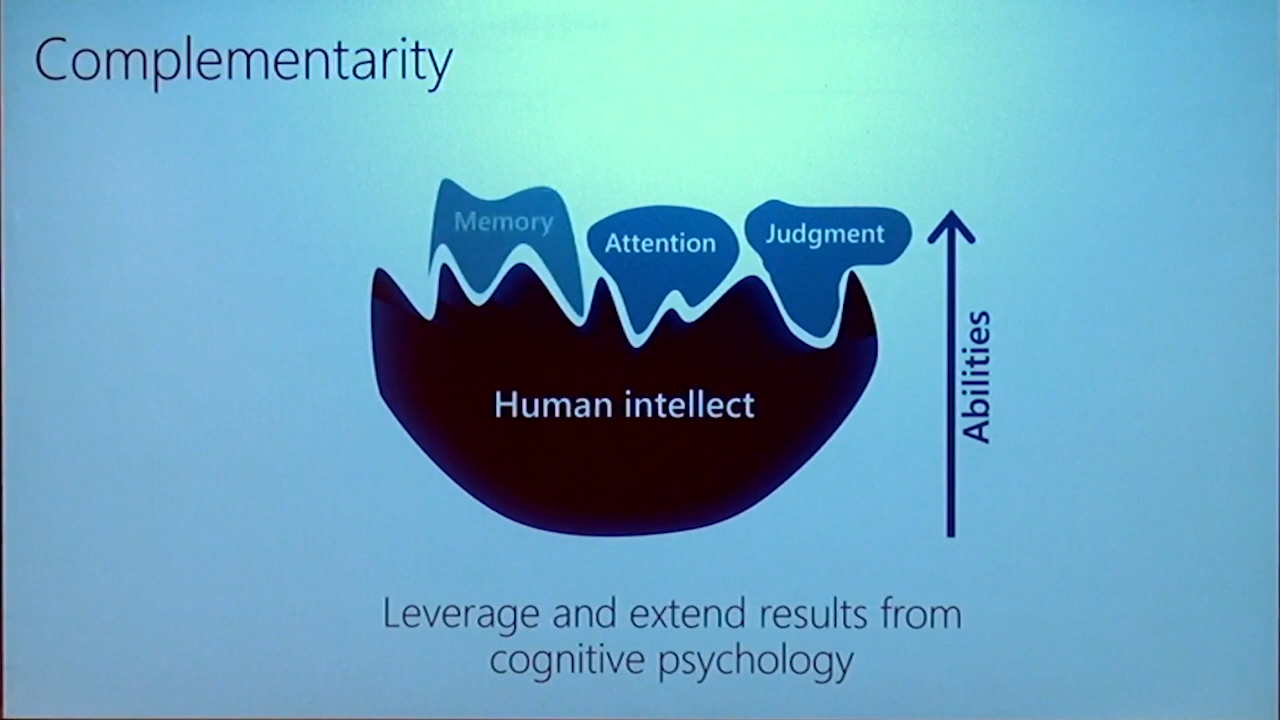 Complementarity
Memory
Attention
Judgment
Human intellect
Abilities
Leverage and extend results from
cognitive psychology